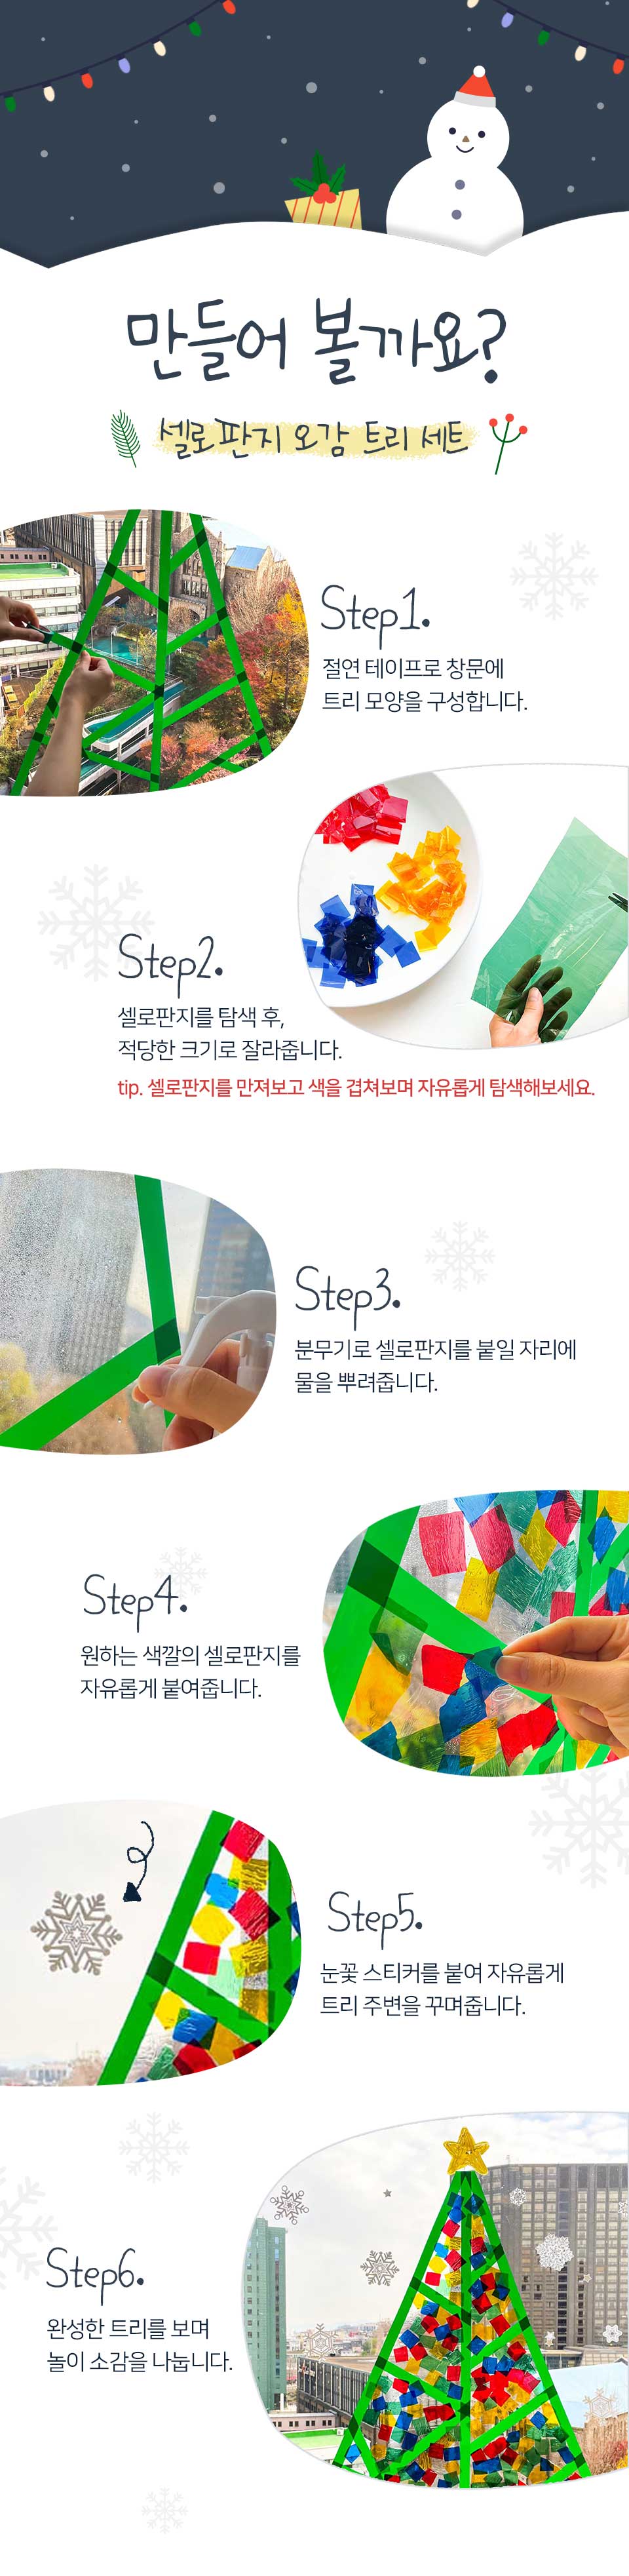 만들어 볼까요?
셀로판지 오감 트리 세트
Step1.
절연 테이프로 창문에
트리 모양을 구성합니다.
Step2.
셀로판지를 탐색 후,
적당한 크기로 잘라줍니다.
tip. 셀로판지를 만져보고 색을 겹쳐보며 자유롭게 탐색해보세요.
Step3.
분무기로 셀로판지를 붙일 자리에
물을 뿌려줍니다.
Step4.
원하는 색깔의 셀로판지를
자유롭게 붙여줍니다.
Step5.
눈꽃 스티커를 붙여 자유롭게
트리 주변을 꾸며줍니다.
Step6.
완성한 트리를 보며
놀이 소감을 나눕니다.